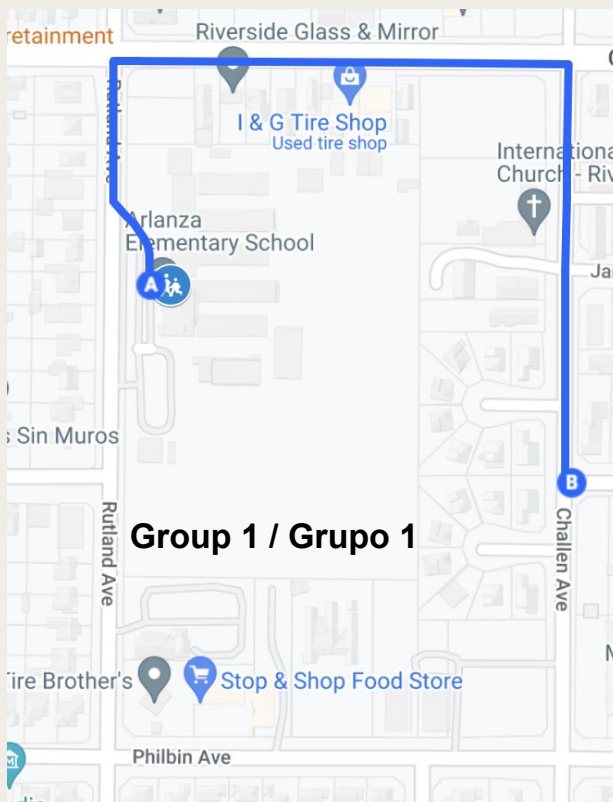 retainment
Riverside Glass & Mirror
Rutland Ave
I & G Tire Shop
Used tire shop
Internationa
Church - Riv
Arlanza
Elementary School
A
Ja
s Sin Muros
B
Rutland Ave
Group 1 / Grupo 1
Challen Ave
Tire Brother's
Stop & Shop Food Store
Philbin Ave